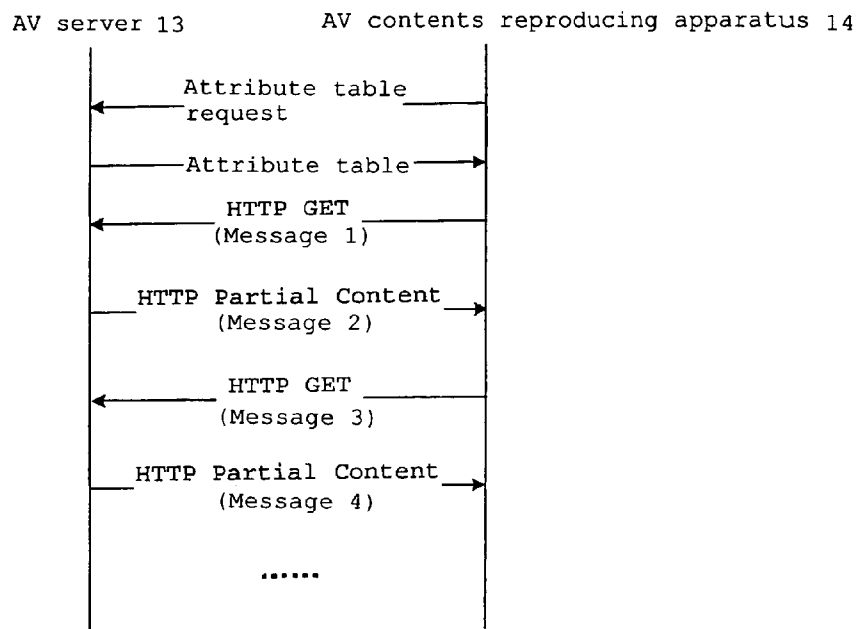 AV server 13
AV contents reproducing apparatus 14
Attribute table
request
Attribute table
HTTP GET
(Message 1)
HTTP Partial Content
(Message 2)
HTTP GET
(Message 3)
HTTP Partial Content
(Message 4)
......